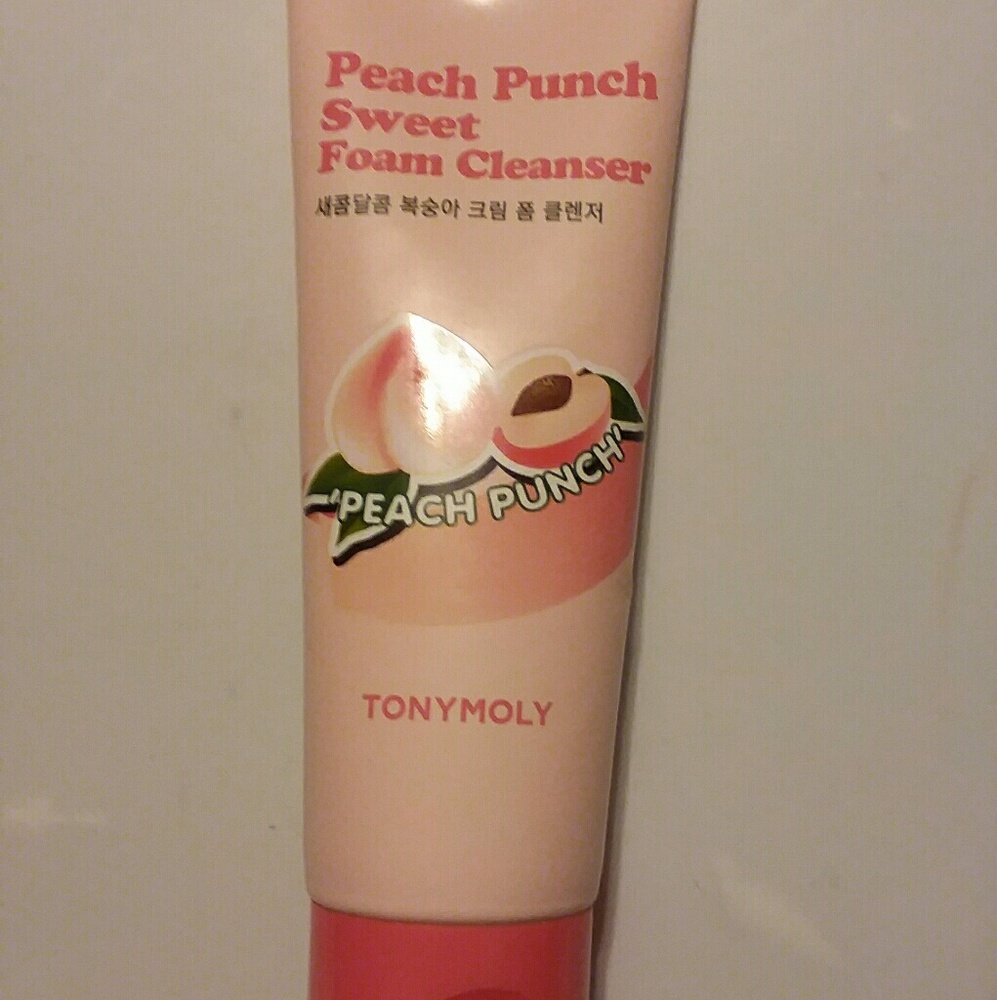 Peach Punch
Sweet
Foam Cleanser
새콤달콤 복숭아 크림 폼 클렌저
'PEACH PUNCH'
TONYMOLY